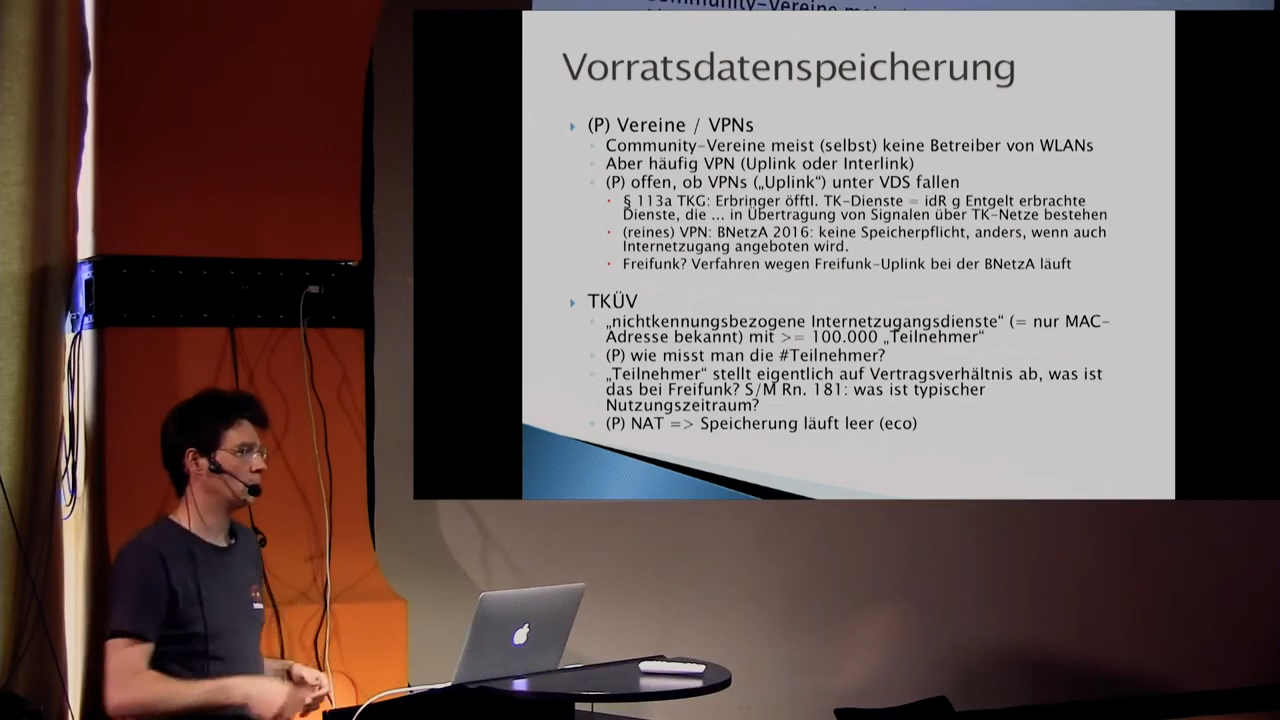 Community-Vereine
Vorratsdatenspeicherung
(P) Vereine / VPNs
Community-Vereine meist (selbst) keine Betreiber von WLANs
Aber häufig VPN (Uplink oder Interlink)
(P) offen, ob VPNs („Uplink“) unter VDS fallen
§ 113a TKG: Erbringer öfftl. TK-Dienste = idR g Entgelt erbrachte
Dienste, die ... in Übertragung von Signalen über TK-Netze bestehen
(reines) VPN: BNetzA 2016: keine Speicherpflicht, anders, wenn auch
Internetzugang angeboten wird.
Freifunk? Verfahren wegen Freifunk-Uplink bei der BNetzA läuft
TKÜV
„nichtkennungsbezogene Internetzugangsdienste“ (= nur MAC-
Adresse bekannt) mit >= 100.000 „Teilnehmer“
(P) wie misst man die #Teilnehmer?
„Teilnehmer“ stellt eigentlich auf Vertragsverhältnis ab, was ist
das bei Freifunk? S/M Rn. 181: was ist typischer
Nutzungszeitraum?
(P) NAT => Speicherung läuft leer (eco)